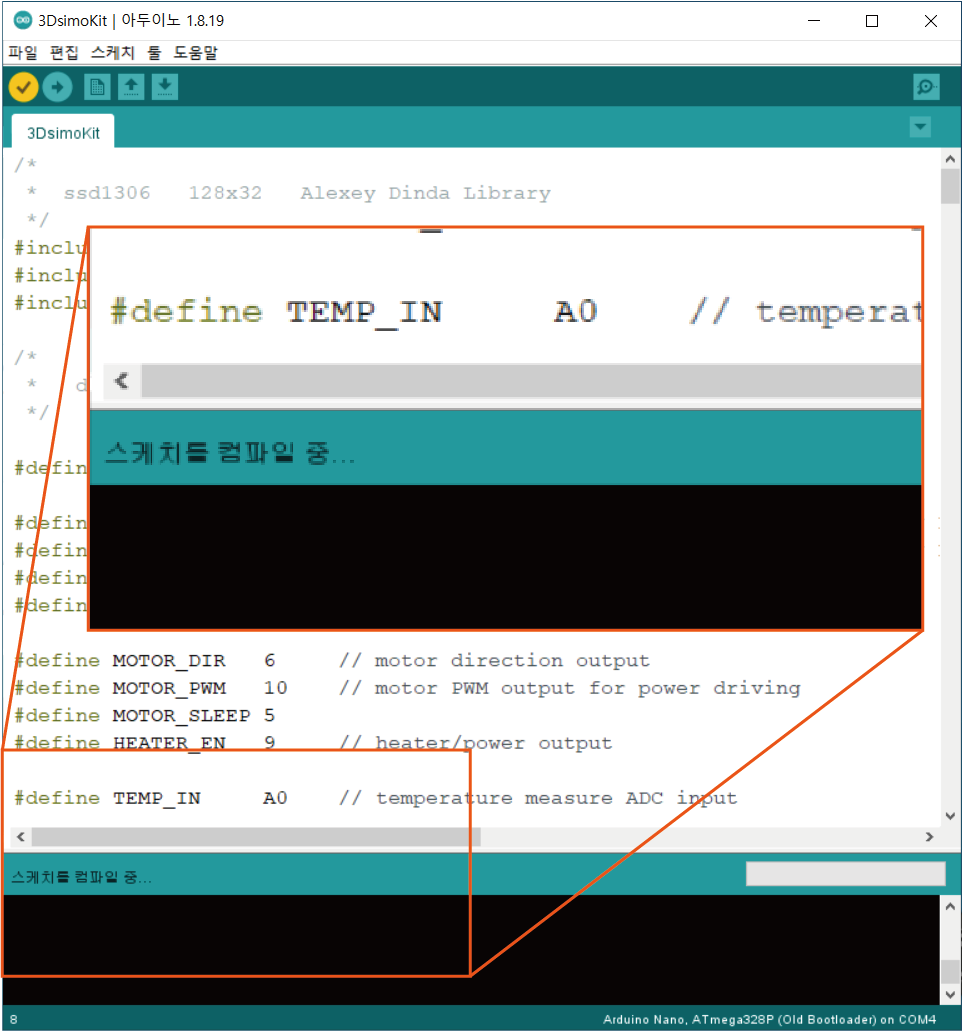 3DsimoKit | 아두이노 1.8.19
파일 편집 스케치 툴 도움말
3DsimoKit
/*
* ssd1306 128x32 Alexey Dinda Library
*/
#inclu
#inclu
#inclu
/*
* d
*/
#defin
#defin
#defin
#defin
#defin
#define TEMP_IN A0 // temperat
스케치를 컴파일 중...
#define MOTOR_DIR 6 // motor direction output
#define MOTOR_PWM 10 // motor PWM output for power driving
#define MOTOR_SLEEP 5
#define HEATER_EN 9 // heater/power output
#define TEMP_IN A0 // temperature measure ADC input
스케치를 컴파일 중...
8
Arduino Nano, ATmega328P (Old Bootloader) on COM4